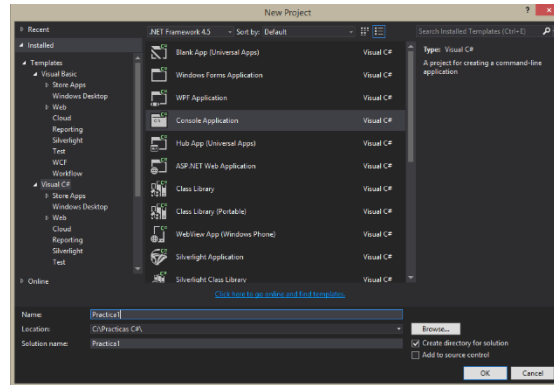 New Project
? x
Recent
.NET Framework 4.5
Sort by: Default
Search Installed Templates (Ctrl+E)
Installed
Templates
Visual Basic
Store Apps
Windows Desktop
Web
Cloud
Reporting
Silverlight
Test
WCF
Workflow
Visual C#
Store Apps
Windows Desktop
Web
Cloud
Reporting
Silverlight
Test
Online
Blank App (Universal Apps) Visual C#
Windows Forms Application Visual C#
WPF Application Visual C#
Console Application Visual C#
Hub App (Universal Apps) Visual C#
ASP.NET Web Application Visual C#
Class Library Visual C#
Class Library (Portable) Visual C#
WebView App (Windows Phone) Visual C#
Silverlight Application Visual C#
Silverlight Class Library Visual C#
Click here to go online and find templates.
Type: Visual C#
A project for creating a command-line
application
Name: Practica1
Location: C:\Practicas C#\
Browse...
Solution name: Practica1
Create directory for solution
Add to source control
OK Cancel